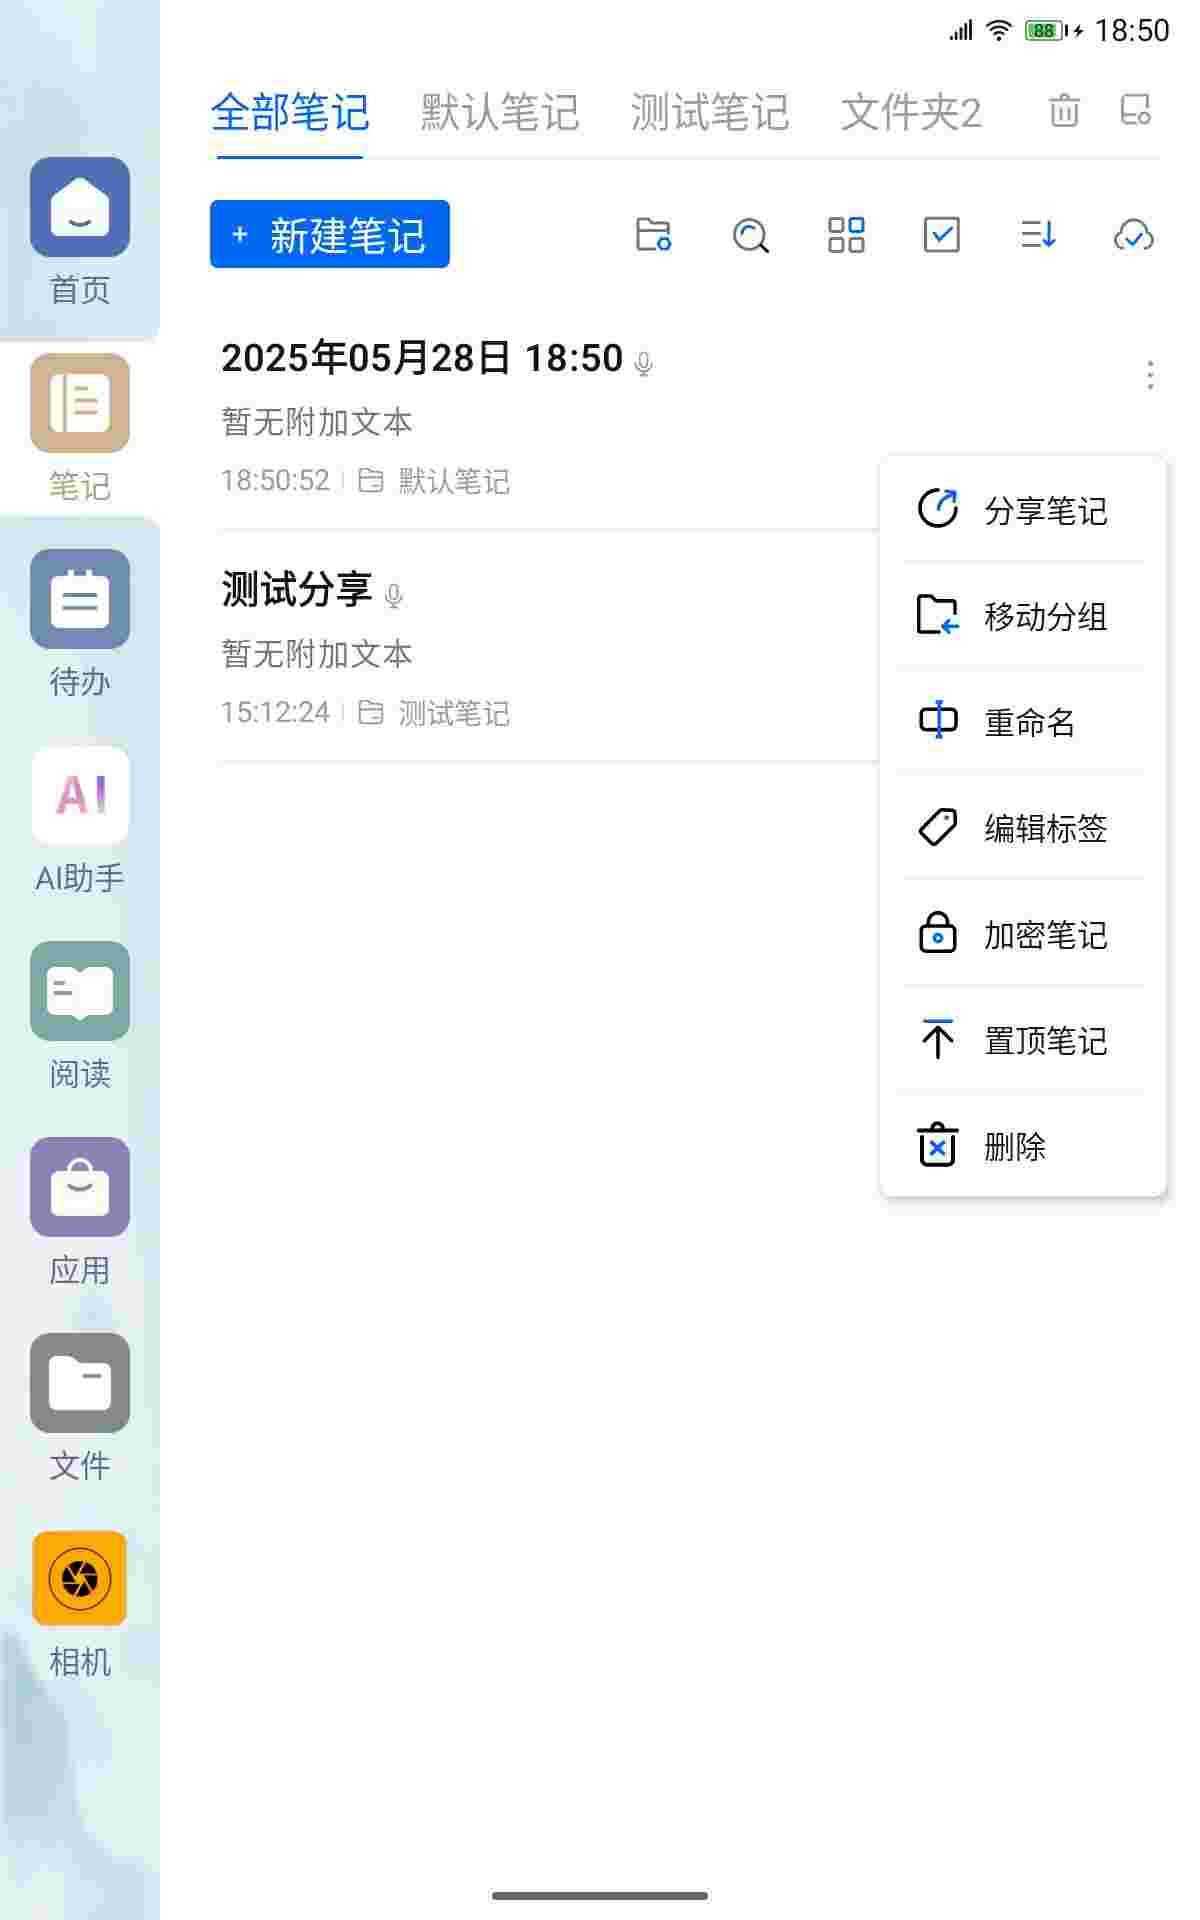 88 18:50
全部笔记 默认笔记 测试笔记 文件夹2
+ 新建笔记
2025年05月28日 18:50
暂无附加文本
18:50:52 默认笔记
测试分享
暂无附加文本
15:12:24 测试笔记
分享笔记
移动分组
重命名
编辑标签
加密笔记
置顶笔记
删除
首页
笔记
待办
AI
AI助手
阅读
应用
文件
相机